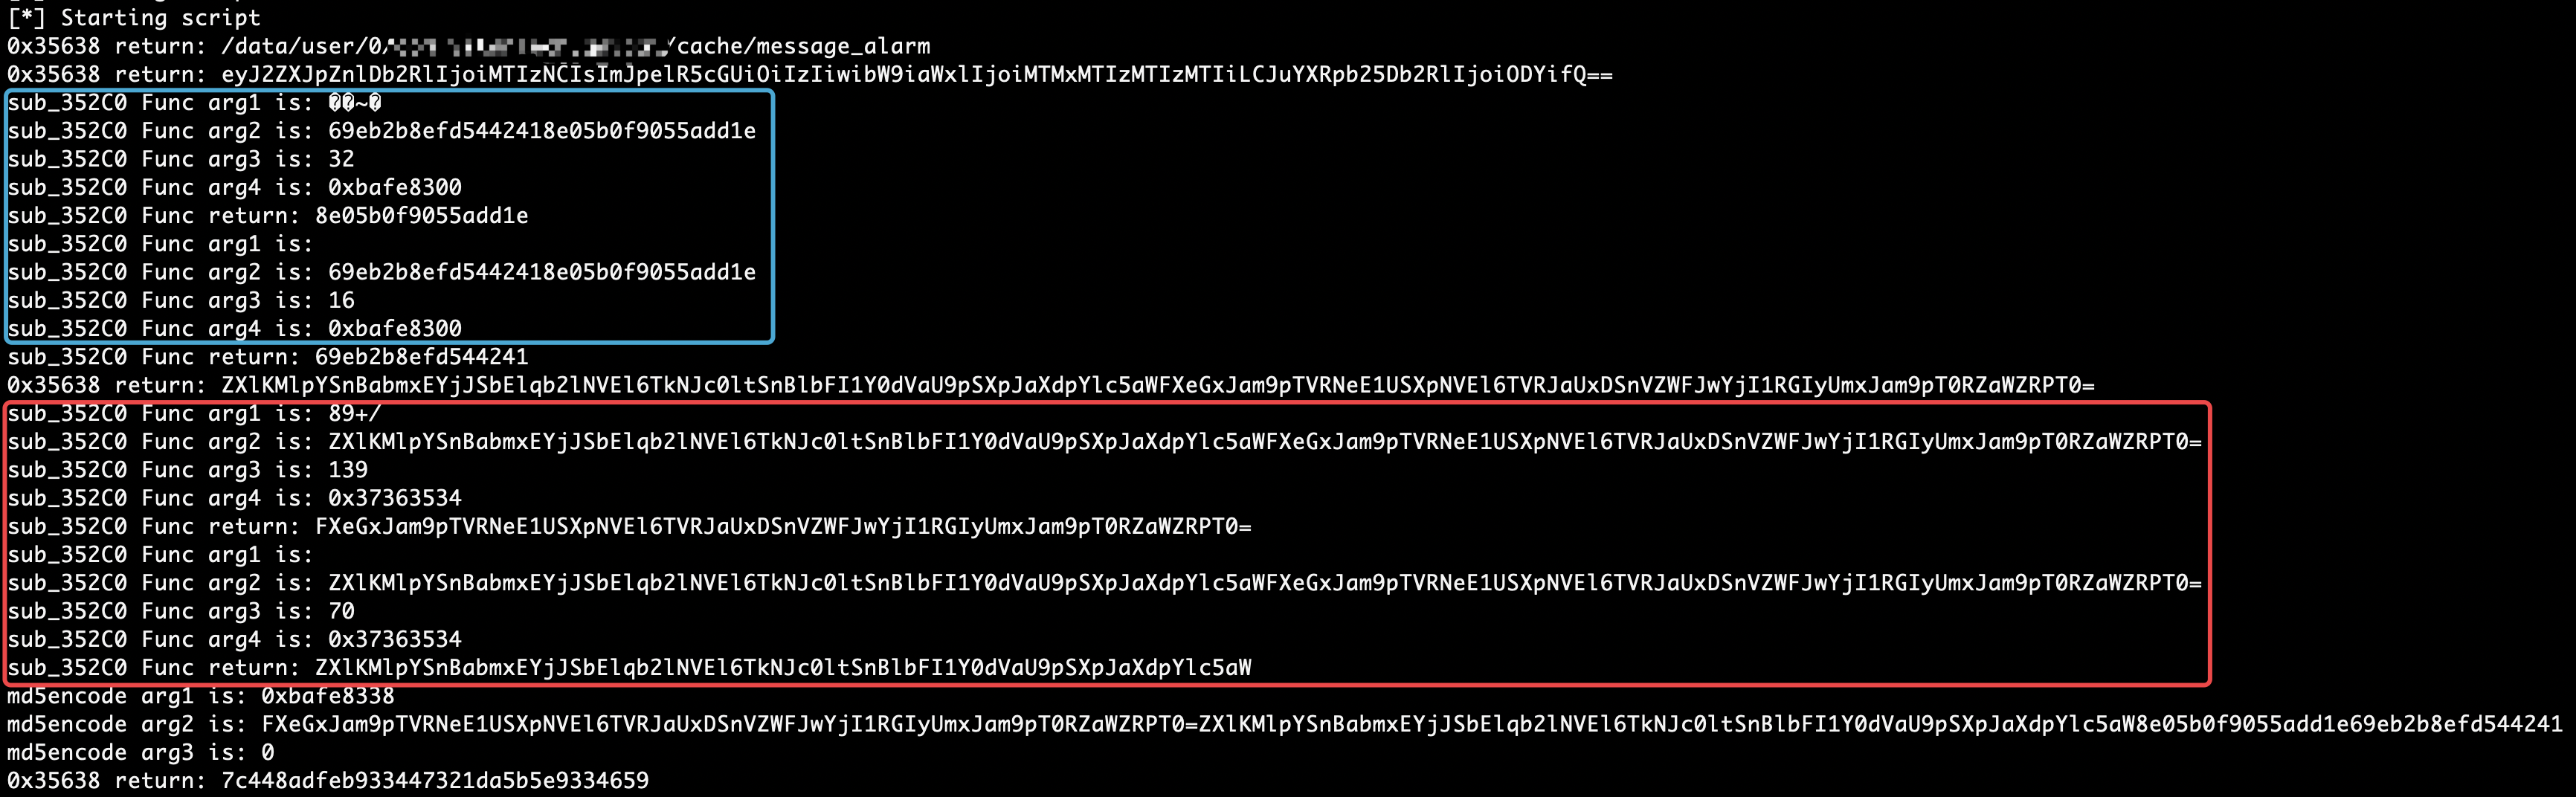 [*] Starting script
0x35638 return: /data/user/0/ /cache/message_alarm
0x35638 return: eyJ2ZXJpZnlDb2RlIjoiMTIzNCIsImJpelR5cGUiOiIzIiwibW9iaWxlIjoiMTMxMTIzMTIzMTIiLCJuYXRpb25Db2RlIjoiODYifQ==
sub_352C0 Func arg1 is: ��~�
sub_352C0 Func arg2 is: 69eb2b8efd5442418e05b0f9055add1e
sub_352C0 Func arg3 is: 32
sub_352C0 Func arg4 is: 0xbafe8300
sub_352C0 Func return: 8e05b0f9055add1e
sub_352C0 Func arg1 is:
sub_352C0 Func arg2 is: 69eb2b8efd5442418e05b0f9055add1e
sub_352C0 Func arg3 is: 16
sub_352C0 Func arg4 is: 0xbafe8300
sub_352C0 Func return: 69eb2b8efd544241
0x35638 return: ZXlKMlpYSnBabmxEYjJSbElqb2lNVEl6TkNJc0ltSnBlbFI1Y0dVaU9pSXpJaXdpYlc5aWFXeGxJam9pTVRNeE1USXpNVEl6TVRJaUxDSnVZWFJwYjI1RGIyUmxJam9pT0RZaWZRPT0=
sub_352C0 Func arg1 is: 89+/
sub_352C0 Func arg2 is: ZXlKMlpYSnBabmxEYjJSbElqb2lNVEl6TkNJc0ltSnBlbFI1Y0dVaU9pSXpJaXdpYlc5aWFXeGxJam9pTVRNeE1USXpNVEl6TVRJaUxDSnVZWFJwYjI1RGIyUmxJam9pT0RZaWZRPT0=
sub_352C0 Func arg3 is: 139
sub_352C0 Func arg4 is: 0x37363534
sub_352C0 Func return: FXeGxJam9pTVRNeE1USXpNVEl6TVRJaUxDSnVZWFJwYjI1RGIyUmxJam9pT0RZaWZRPT0=
sub_352C0 Func arg1 is:
sub_352C0 Func arg2 is: ZXlKMlpYSnBabmxEYjJSbElqb2lNVEl6TkNJc0ltSnBlbFI1Y0dVaU9pSXpJaXdpYlc5aWFXeGxJam9pTVRNeE1USXpNVEl6TVRJaUxDSnVZWFJwYjI1RGIyUmxJam9pT0RZaWZRPT0=
sub_352C0 Func arg3 is: 70
sub_352C0 Func arg4 is: 0x37363534
sub_352C0 Func return: ZXlKMlpYSnBabmxEYjJSbElqb2lNVEl6TkNJc0ltSnBlbFI1Y0dVaU9pSXpJaXdpYlc5aW
md5encode arg1 is: 0xbafe8338
md5encode arg2 is: FXeGxJam9pTVRNeE1USXpNVEl6TVRJaUxDSnVZWFJwYjI1RGIyUmxJam9pT0RZaWZRPT0=ZXlKMlpYSnBabmxEYjJSbElqb2lNVEl6TkNJc0ltSnBlbFI1Y0dVaU9pSXpJaXdpYlc5aW8e05b0f9055add1e69eb2b8efd544241
md5encode arg3 is: 0
0x35638 return: 7c448adfeb933447321da5b5e9334659